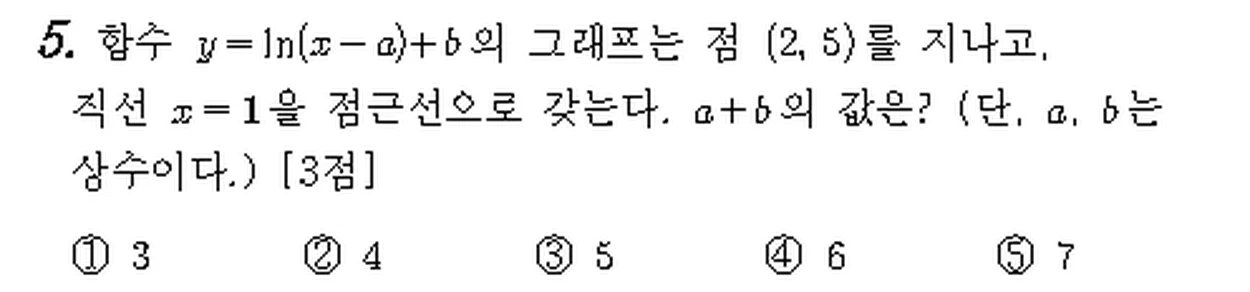 5. 함수 y=ln(x-a)+b의 그래프는 점 (2, 5)를 지나고,
직선 x=1을 점근선으로 갖는다. a+b의 값은? (단, a, b는
상수이다.) [3점]
① 3 ② 4 ③ 5 ④ 6 ⑤ 7